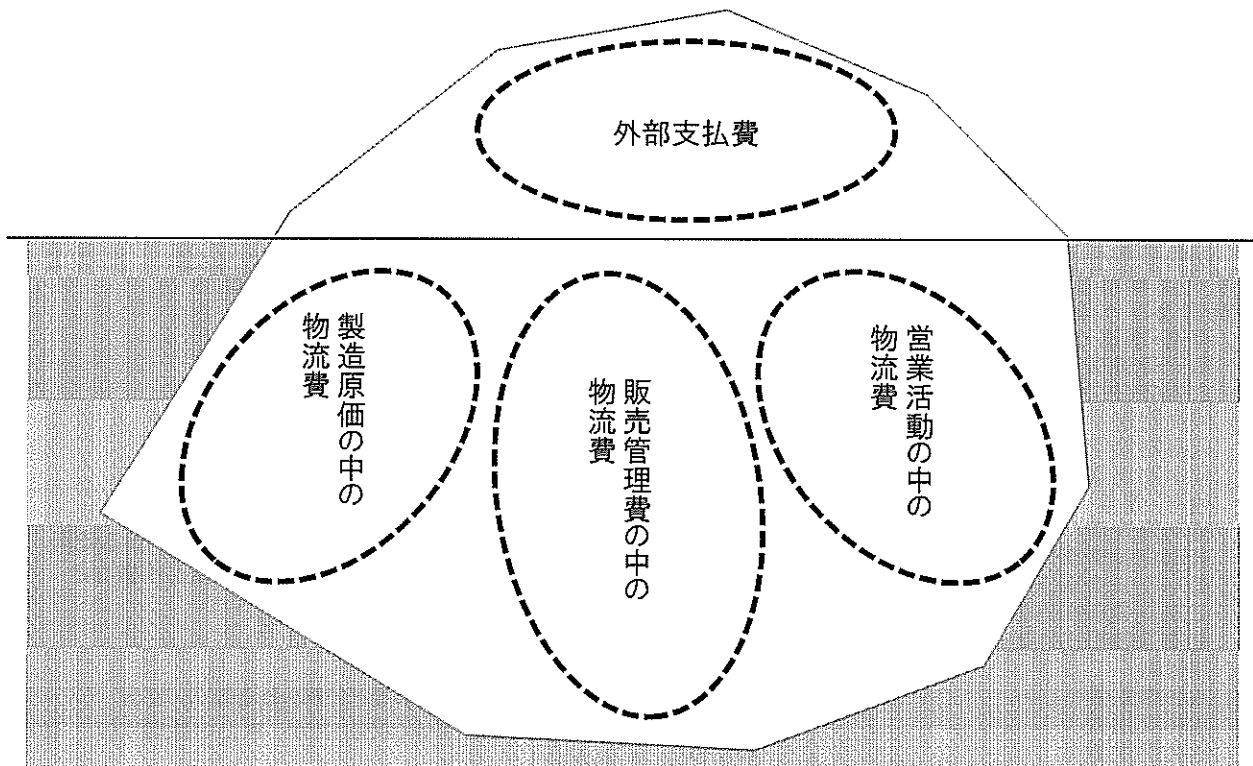 外部支払費
製造原価の中の
物流費
販売管理費の中の
物流費
営業活動の中の
物流費